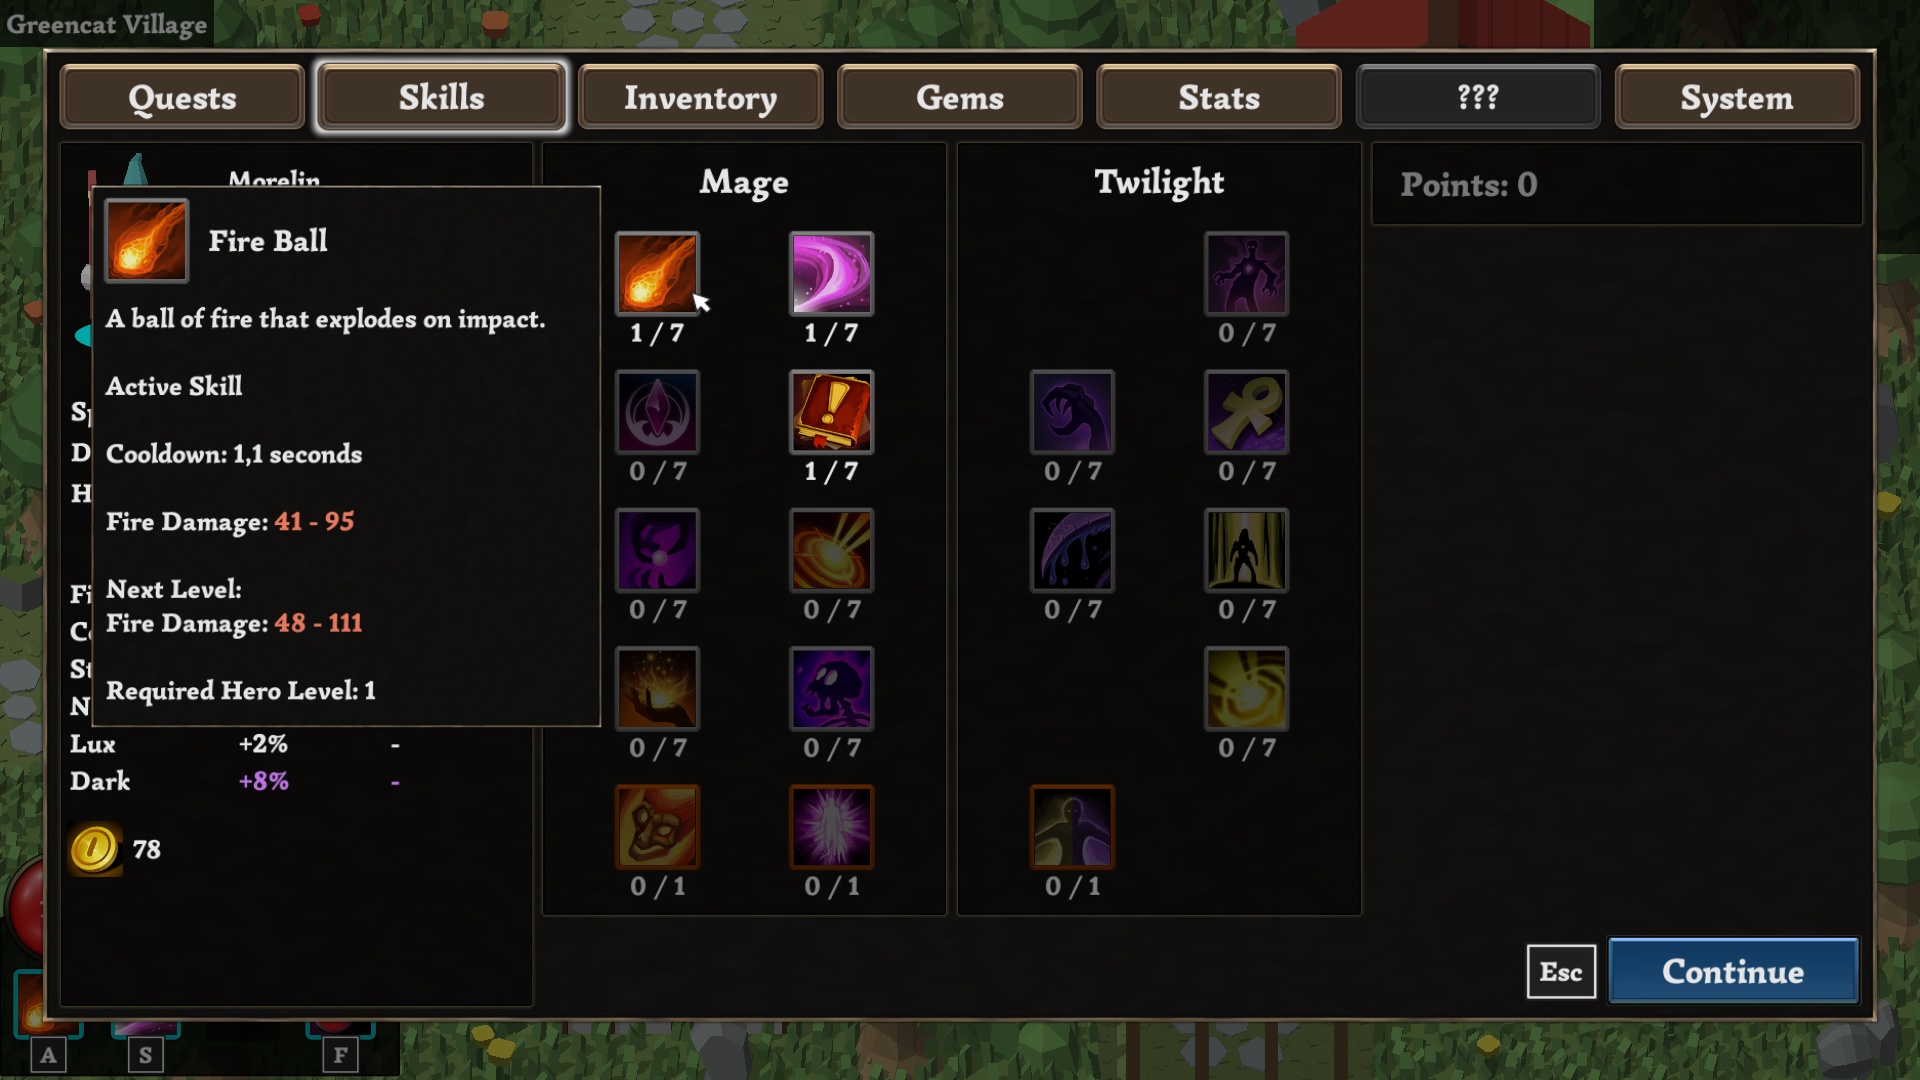 Greencat Village
Quests
Skills
Inventory
Gems
Stats
???
System
Morelin
Fire Ball
A ball of fire that explodes on impact.
Active Skill
Cooldown: 1,1 seconds
Fire Damage: 41 - 95
Next Level:
Fire Damage: 48 - 111
Required Hero Level: 1
Lux +2% -
Dark +8% -
78
Mage
1 / 7 1 / 7
0 / 7 1 / 7
0 / 7 0 / 7
0 / 7 0 / 7
0 / 1 0 / 1
Twilight
0 / 7
0 / 7 0 / 7
0 / 7 0 / 7
0 / 7
0 / 1
Points: 0
Esc
Continue
A
S
F